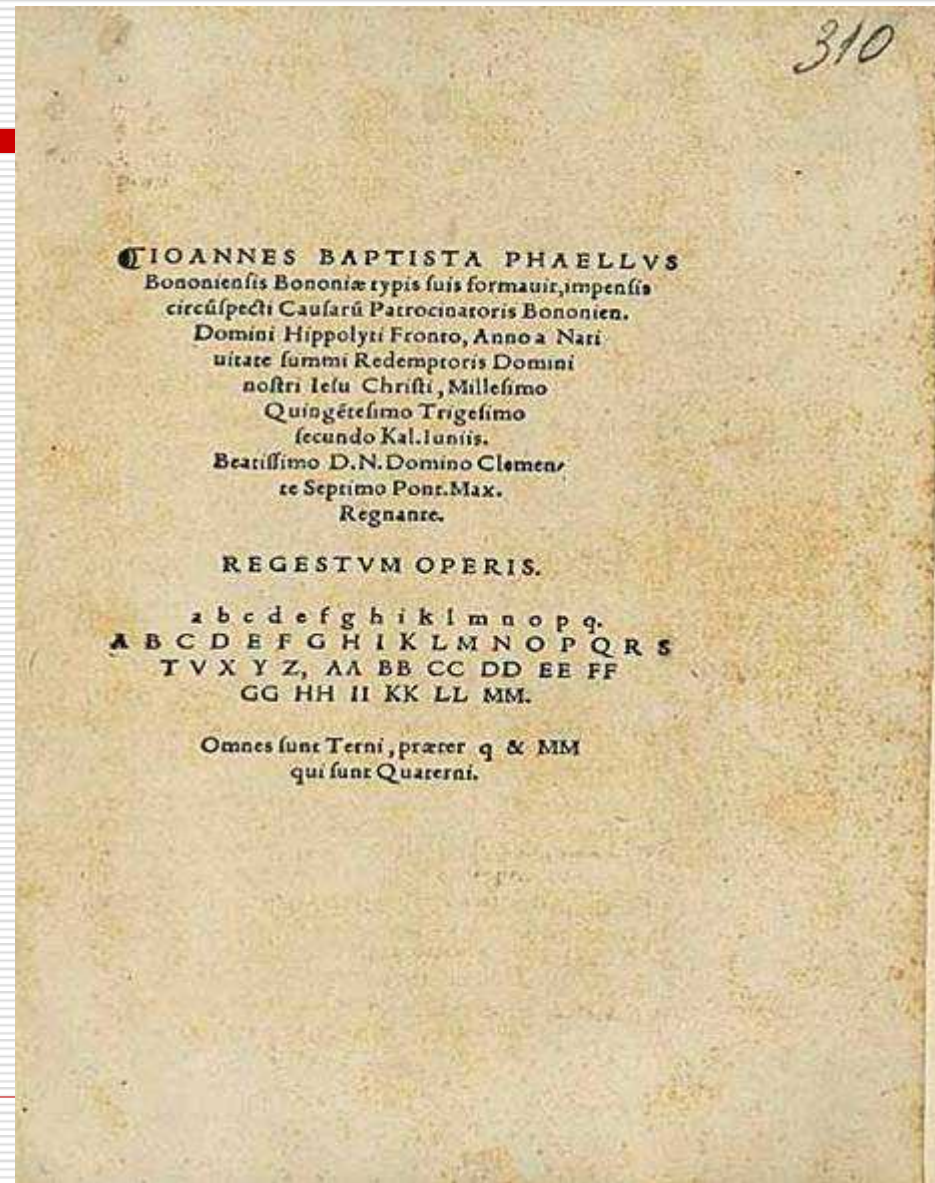 310
❡IOANNES BAPTISTA PHAELLVS
Bononienſis Bononiæ typis ſuis formauit, impenſis
circũſpecti Cauſarũ Patrocinatoris Bononien.
Domini Hippolyti Fronto, Anno a Nati
uitate ſummi Redemptoris Domini
noſtri Ieſu Chriſti, Milleſimo
Quingẽteſimo Trigeſimo
ſecundo Kal. Iuniis.
Beatiſſimo D. N. Domino Clemen⸗
te Septimo Pont. Max.
Regnante.
REGESTVM OPERIS.
a b c d e f g h i k l m n o p q.
A B C D E F G H I K L M N O P Q R S
T V X Y Z, AA BB CC DD EE FF
GG HH II KK LL MM.
Omnes ſunt Terni, præter q & MM
qui ſunt Quaterni.